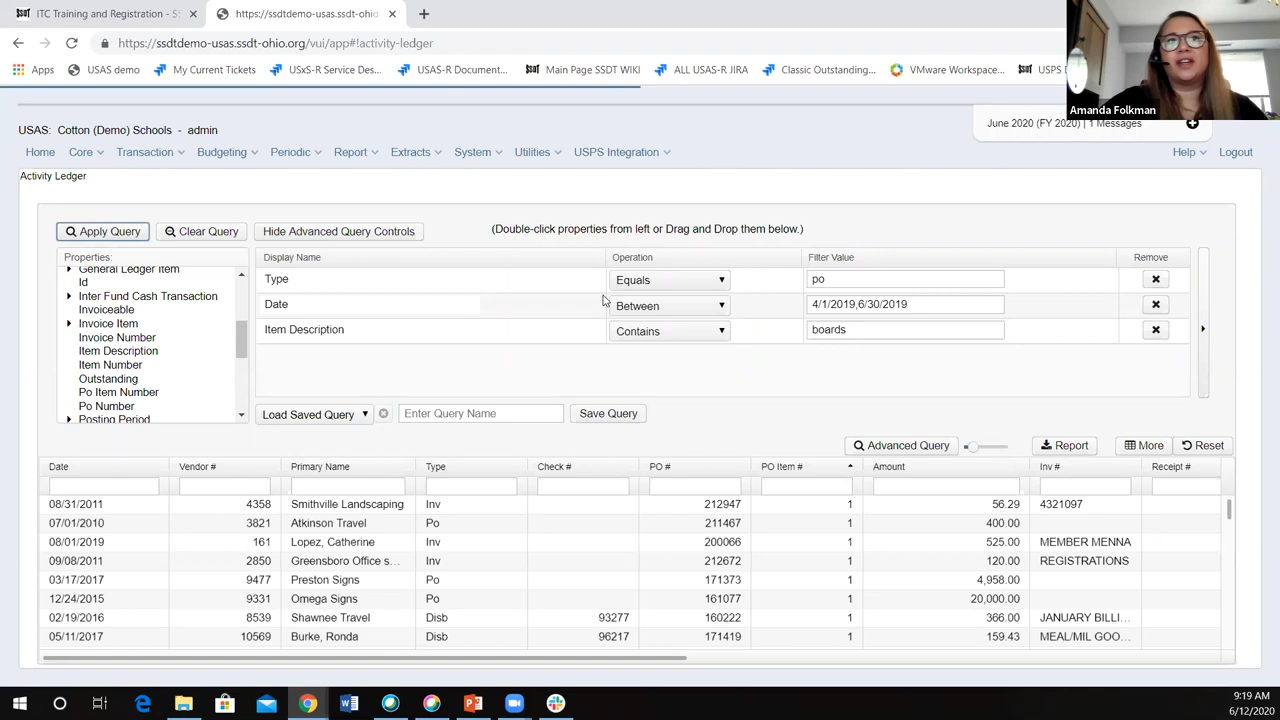 ITC Training and Registration - S
https://ssdtdemo-usas.ssdt-ohio
https://ssdtdemo-usas.ssdt-ohio.org/vui/app#!activity-ledger
Apps USAS demo My Current Tickets USxS-R Service Des... USAS-R Document... Main Page SSDT WIKI ALL USAS-R JIRA Classic Outstanding... VMware Workspace... USPS D
Amanda Folkman
June 2020 (FY 2020) | 1 Messages
USAS: Cotton (Demo) Schools - admin
Home Core Transaction Budgeting Periodic Report Extracts System Utilities USPS Integration Help Logout
Activity Ledger
Apply Query Clear Query Hide Advanced Query Controls (Double-click properties from left or Drag and Drop them below.)
Properties:
General Ledger Item
Id
Inter Fund Cash Transaction
Invoiceable
Invoice Item
Invoice Number
Item Description
Item Number
Outstanding
Po Item Number
Po Number
Posting Period
Display Name Operation Filter Value Remove
Type Equals po
Date Between 4/1/2019,6/30/2019
Item Description Contains boards
Load Saved Query Enter Query Name Save Query
Advanced Query Report More Reset
Date Vendor # Primary Name Type Check # PO # PO Item # Amount Inv # Receipt #
08/31/2011 4358 Smithville Landscaping Inv 212947 1 56.29 4321097
07/01/2010 3821 Atkinson Travel Po 211467 1 400.00
08/01/2019 161 Lopez, Catherine Inv 200066 1 525.00 MEMBER MENNA
09/08/2011 2850 Greensboro Office s... Inv 212672 1 120.00 REGISTRATIONS
03/17/2017 9477 Preston Signs Po 171373 1 4,958.00
12/24/2015 9331 Omega Signs Po 161077 1 20,000.00
02/19/2016 8539 Shawnee Travel Disb 93277 160222 1 366.00 JANUARY BILLI...
05/11/2017 10569 Burke, Ronda Disb 96217 171419 1 159.43 MEAL/MIL GOO...
9:19 AM
6/12/2020